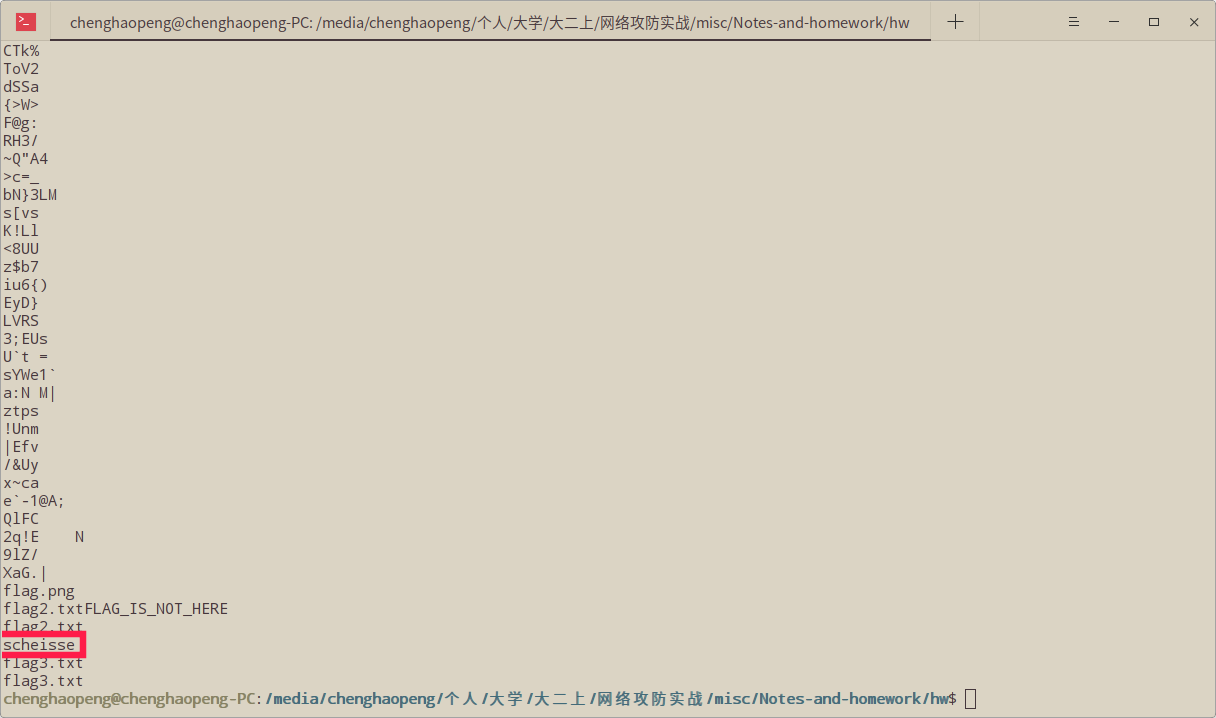 chenghaopeng@chenghaopeng-PC: /media/chenghaopeng/个人/大学/大二上/网络攻防实战/misc/Notes-and-homework/hw
CTk%
ToV2
dSSa
{>W>
F@g:
RH3/
~Q"A4
>c=_
bN}3LM
s[vs
K!Ll
<8UU
z$b7
iu6{)
EyD}
LVRS
3;EUs
U`t =
sYWe1`
a:N M|
ztps
!Unm
|Efv
/&Uy
x~ca
e`-1@A;
QlFC
2q!E    N
9lZ/
XaG.|
flag.png
flag2.txtFLAG_IS_NOT_HERE
flag2.txt
scheisse
flag3.txt
flag3.txt
chenghaopeng@chenghaopeng-PC:/media/chenghaopeng/个人/大学/大二上/网络攻防实战/misc/Notes-and-homework/hw$